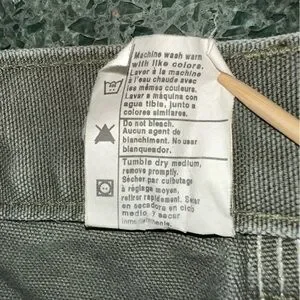 Machine wash warm
with like colors.
Laver à la machine
à l'eau chaude avec
les mêmes couleurs.
Lavar a máquina con
agua tibia, junto a
colores similares.
Do not bleach.
Aucun agent de
blanchiment. No usar
blanqueador.
Tumble dry medium,
remove promptly.
Sécher par culbutage
à réglage moyen,
retirer rapidement. Secar
en secadora en ciclo
medio y sacar